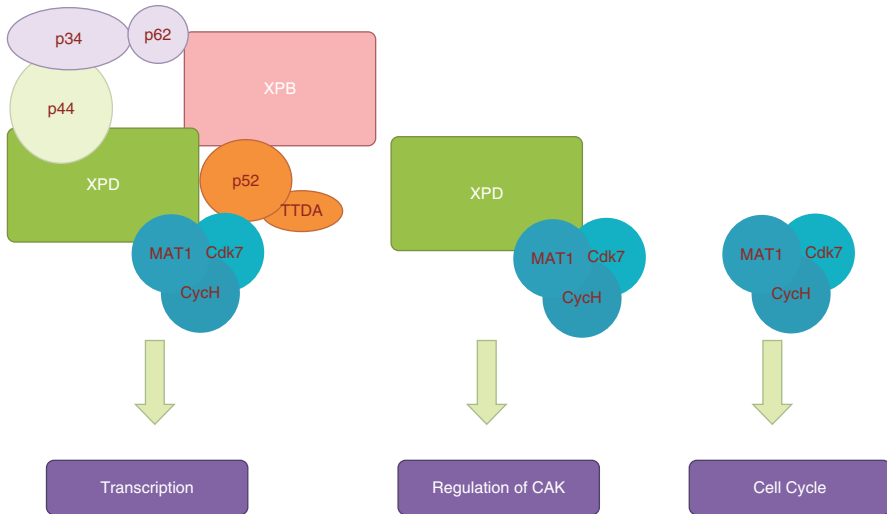 p34
p62
XPB
p44
XPD
p52
TTDA
MAT1
Cdk7
CycH
XPD
MAT1
Cdk7
CycH
MAT1
Cdk7
CycH
Transcription
Regulation of CAK
Cell Cycle